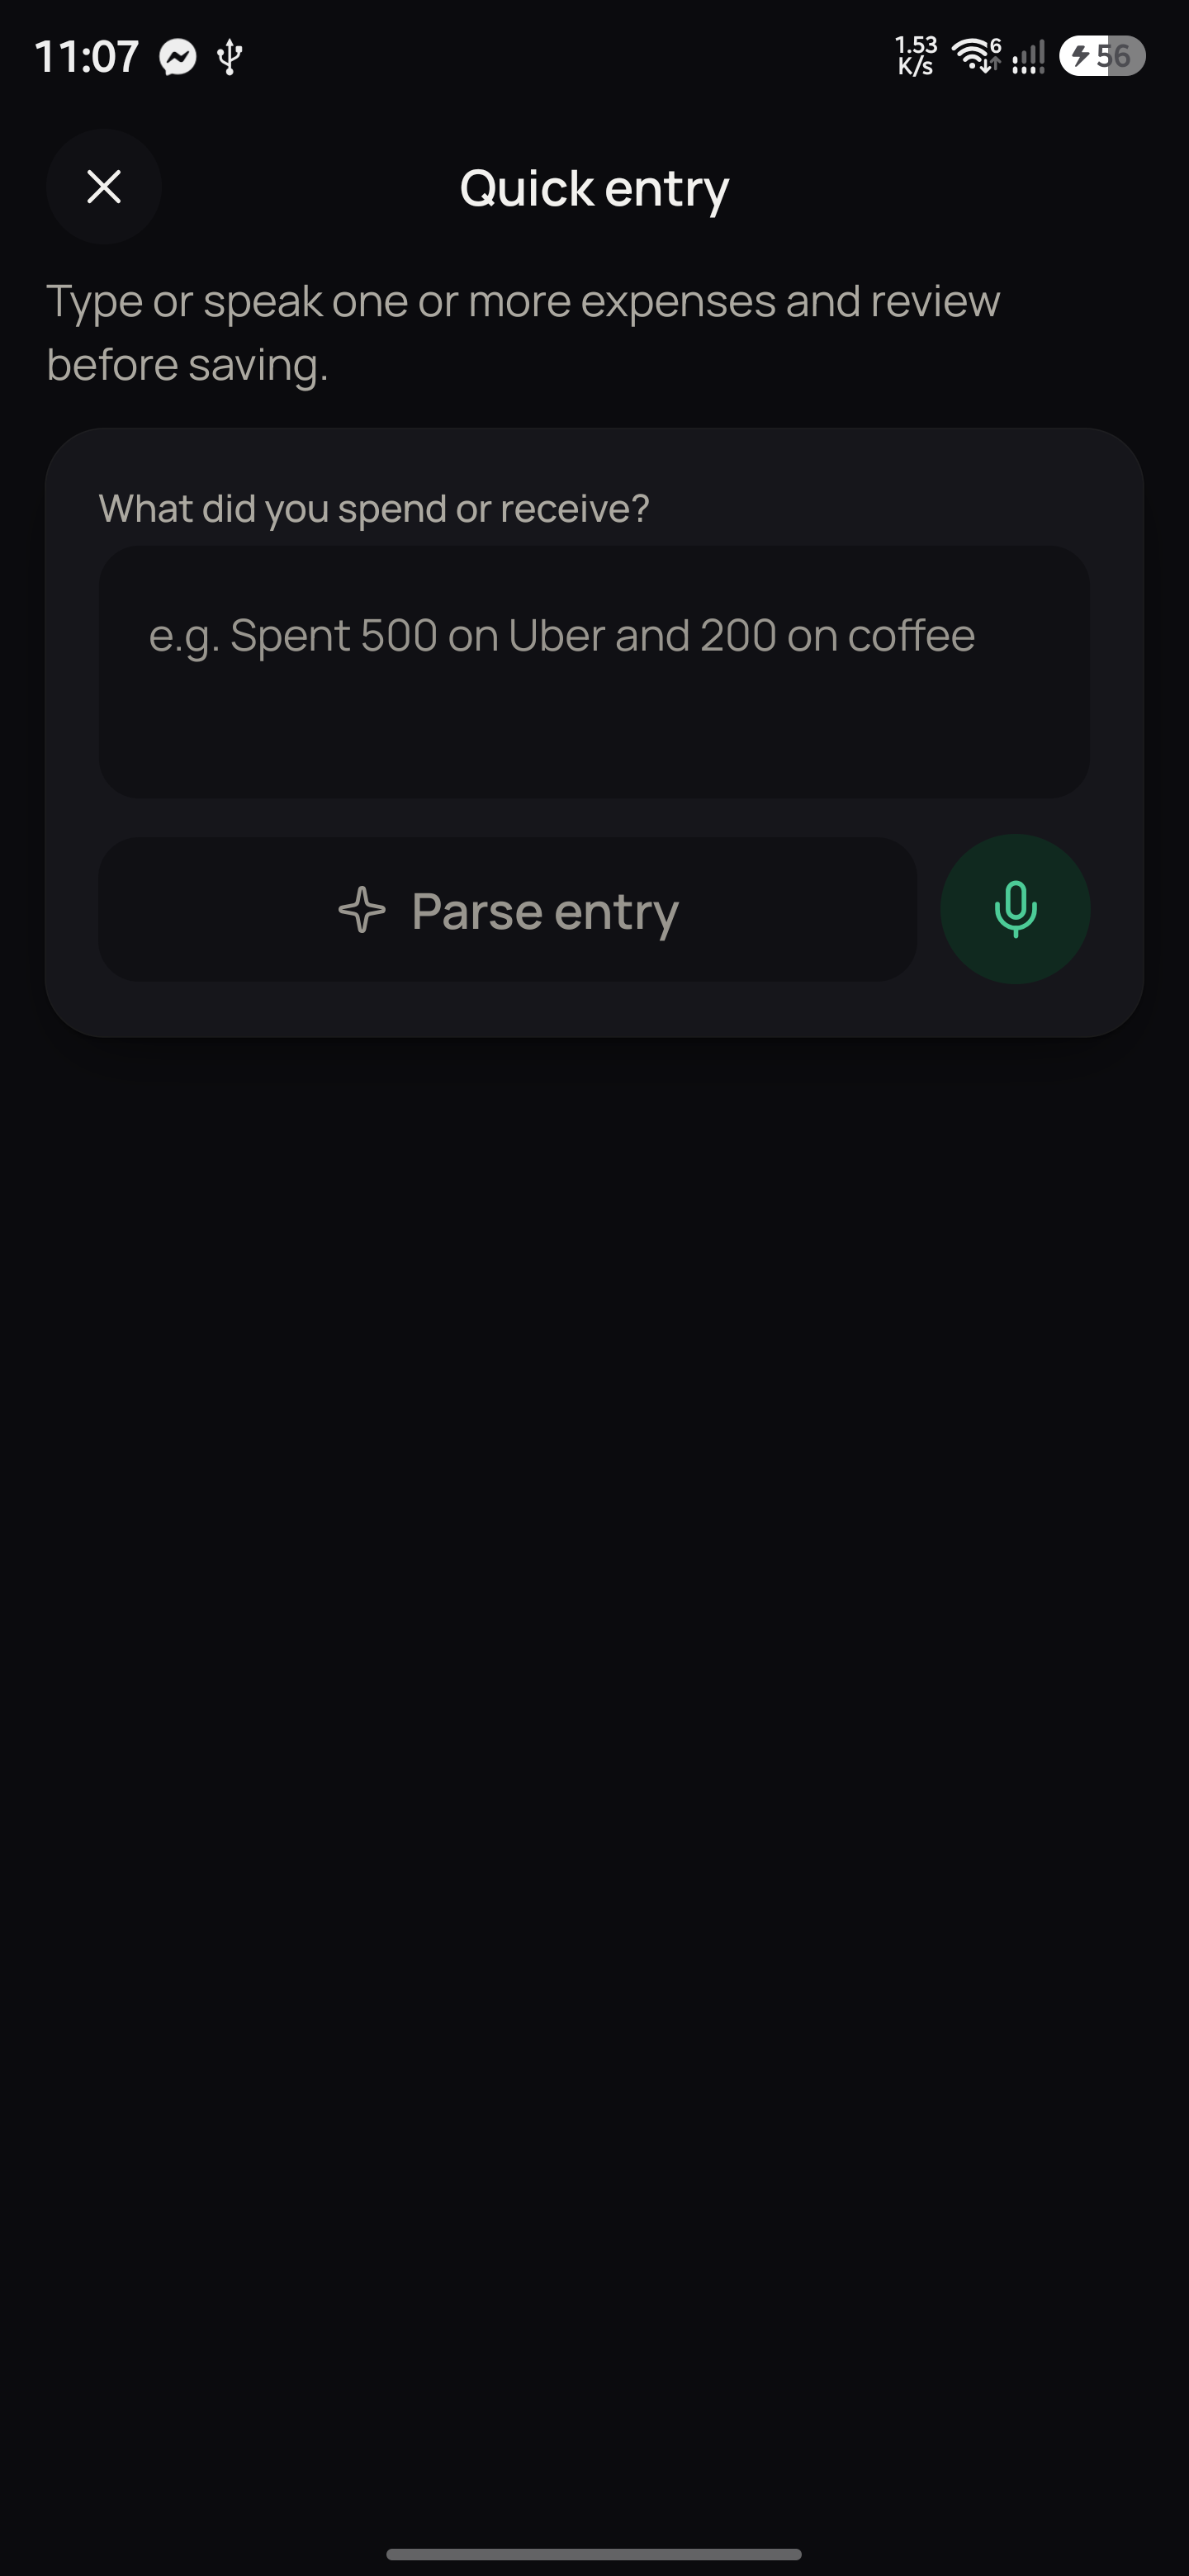 11:07
1.53
K/s
6
56
Quick entry
Type or speak one or more expenses and review
before saving.
What did you spend or receive?
e.g. Spent 500 on Uber and 200 on coffee
Parse entry